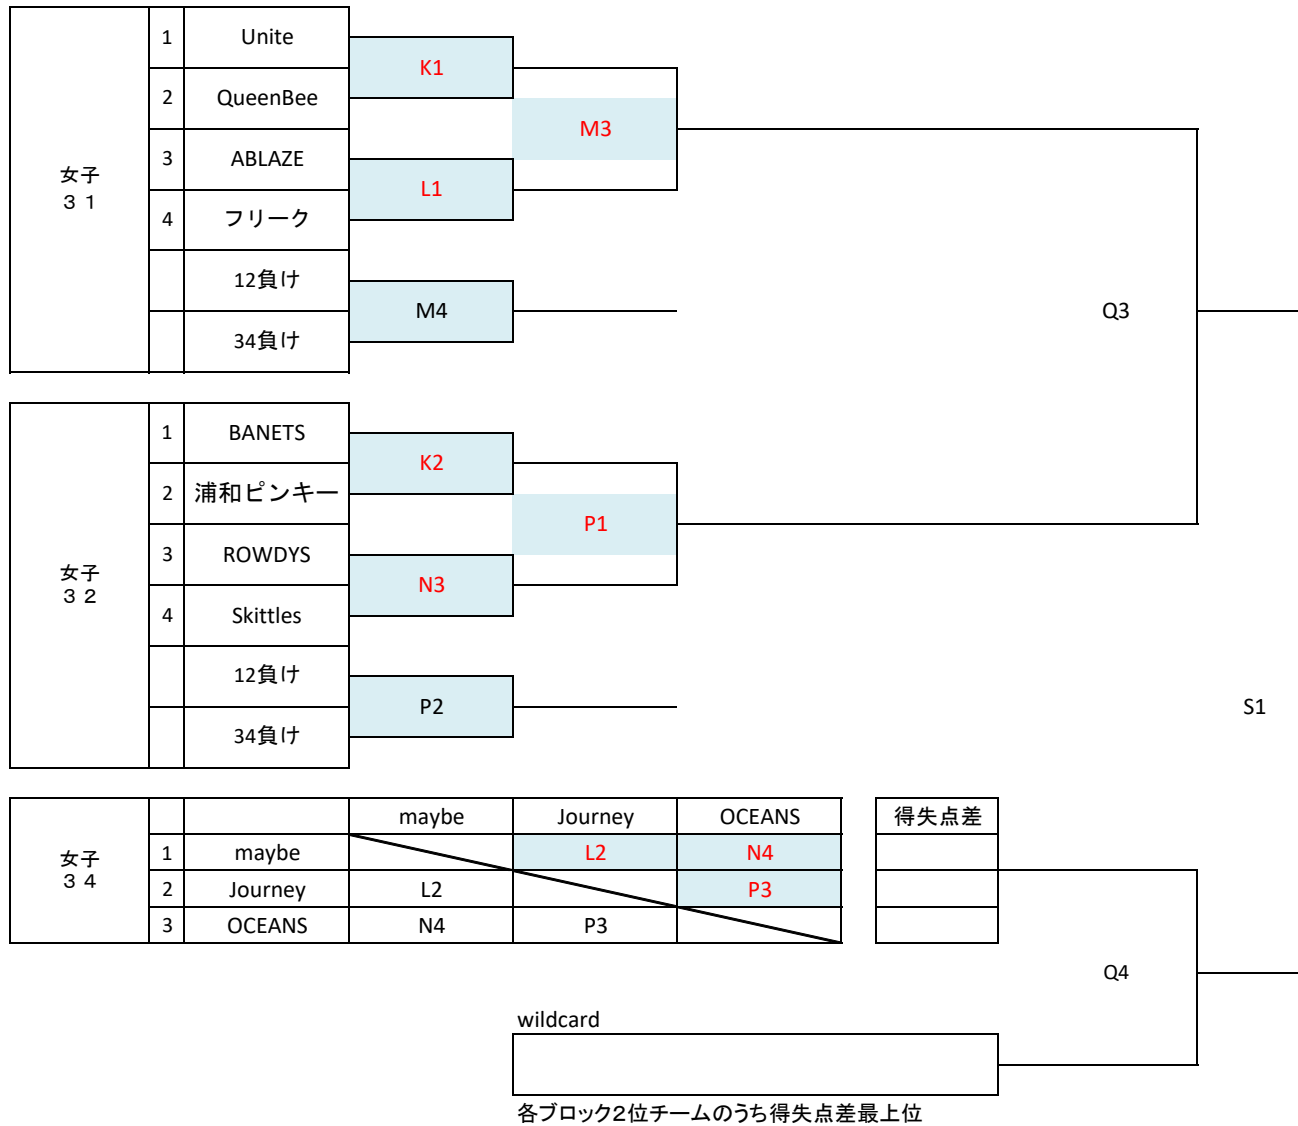 女子
３１
1 Unite
K1
2 QueenBee
M3
3 ABLAZE
L1
4 フリーク
12負け
M4
Q3
34負け
女子
３２
1 BANETS
K2
2 浦和ピンキー
P1
3 ROWDYS
N3
4 Skittles
12負け
P2
S1
34負け
女子
３４
maybe Journey OCEANS 得失点差
1 maybe L2 N4
2 Journey L2 P3
3 OCEANS N4 P3
Q4
wildcard
各ブロック２位チームのうち得失点差最上位